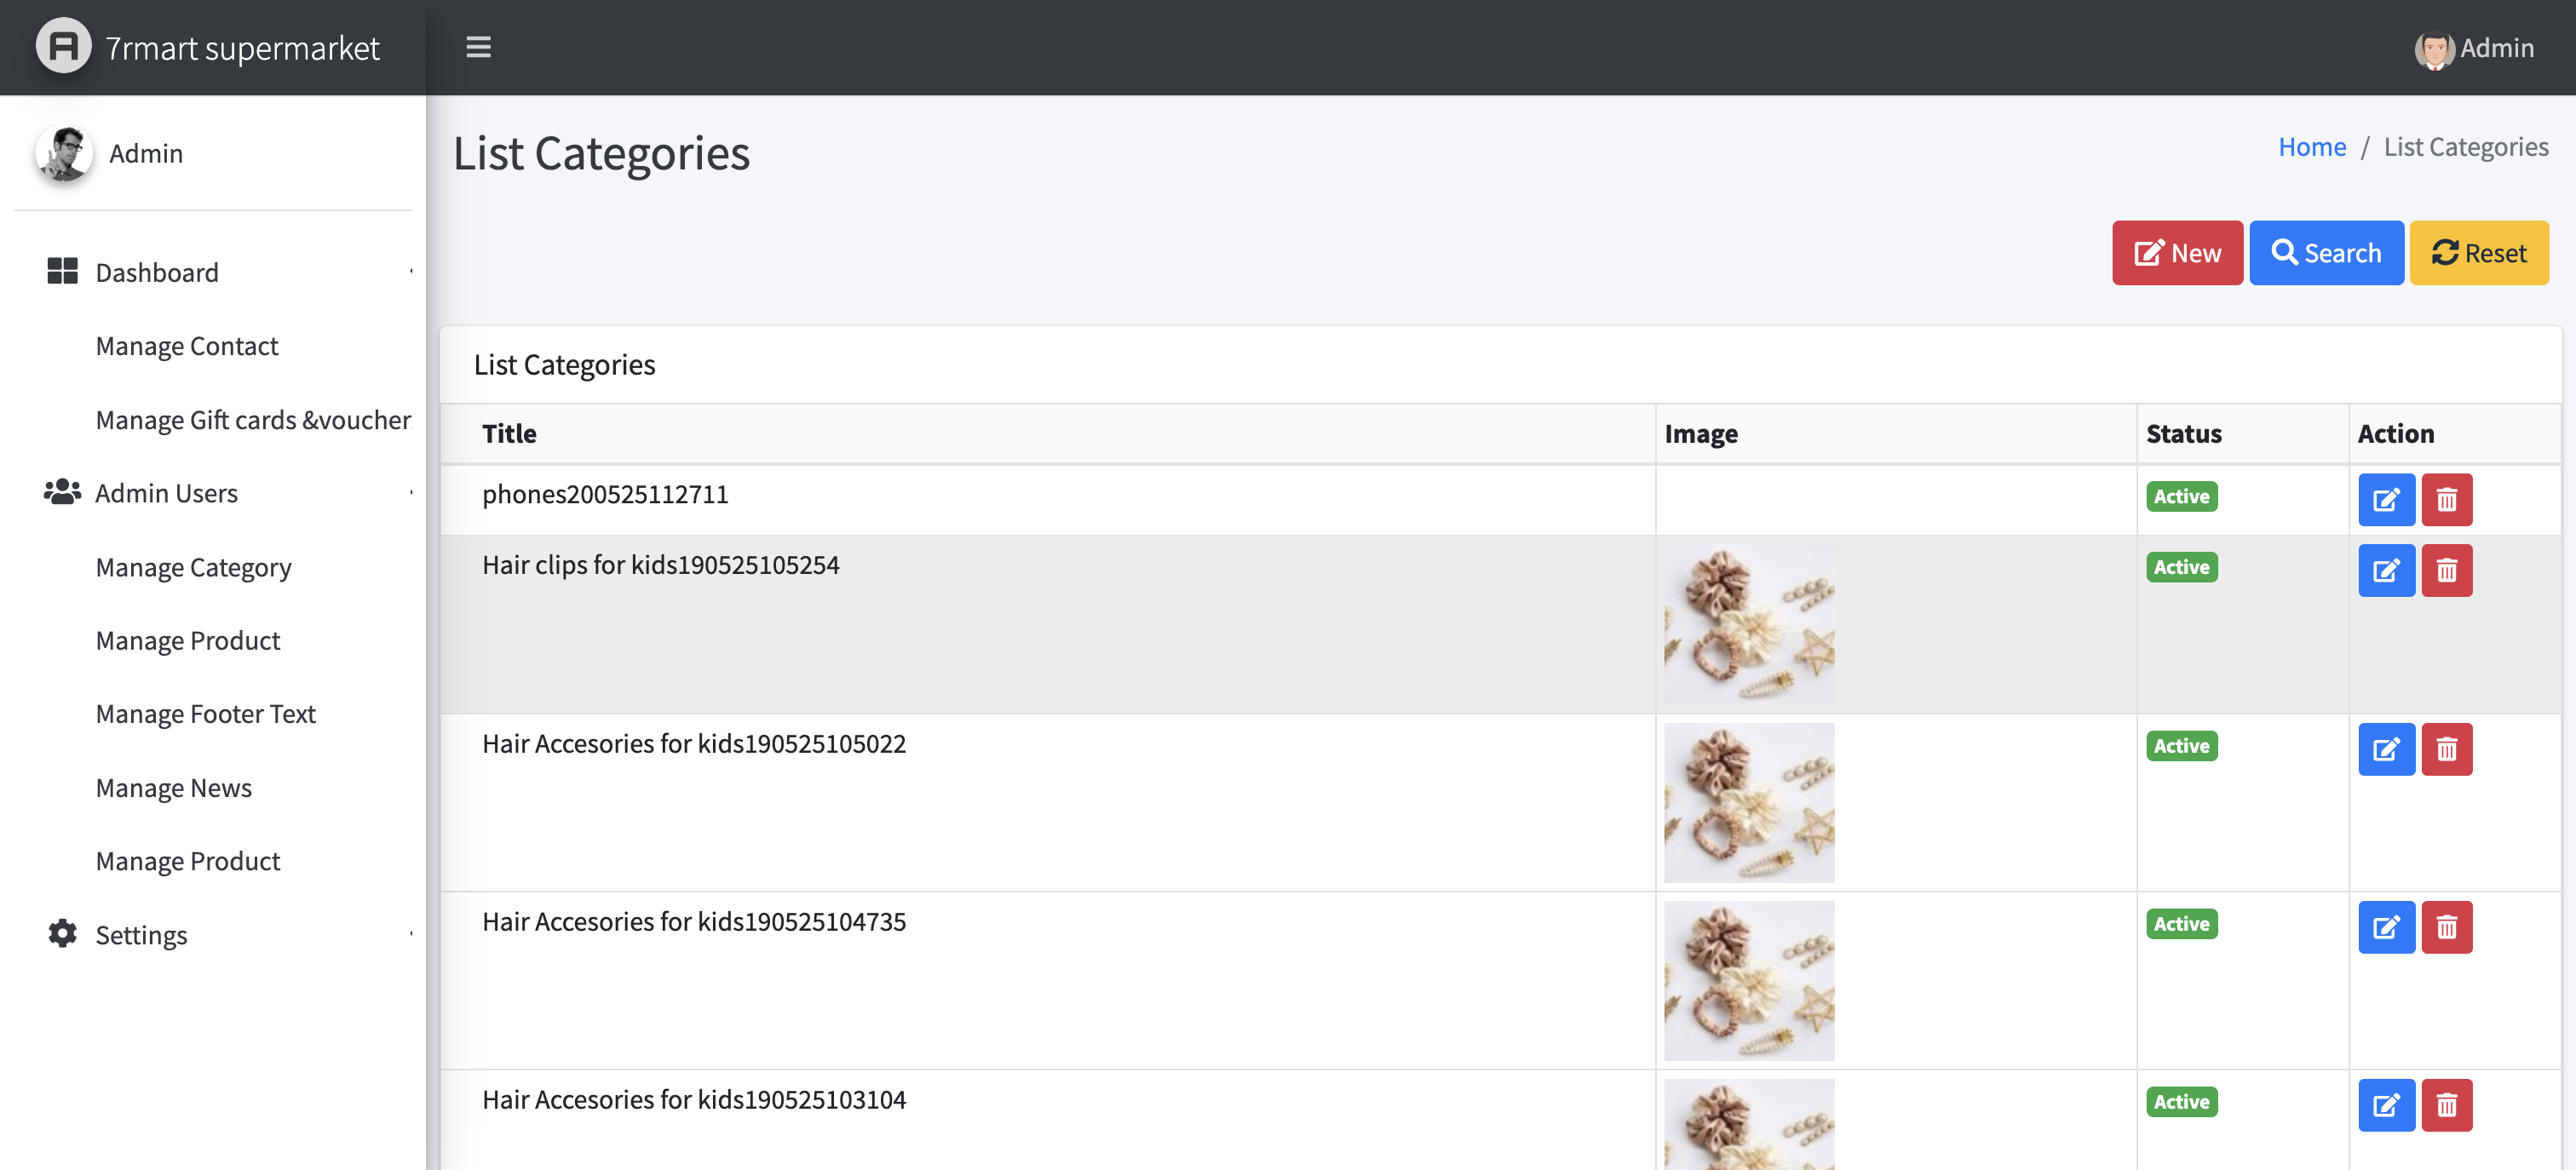 7rmart supermarket
Admin
Admin
Dashboard
Manage Contact
Manage Gift cards &voucher
Admin Users
Manage Category
Manage Product
Manage Footer Text
Manage News
Manage Product
Settings
List Categories
Home / List Categories
New Search Reset
List Categories
Title Image Status Action
phones200525112711 Active
Hair clips for kids190525105254 Active
Hair Accesories for kids190525105022 Active
Hair Accesories for kids190525104735 Active
Hair Accesories for kids190525103104 Active